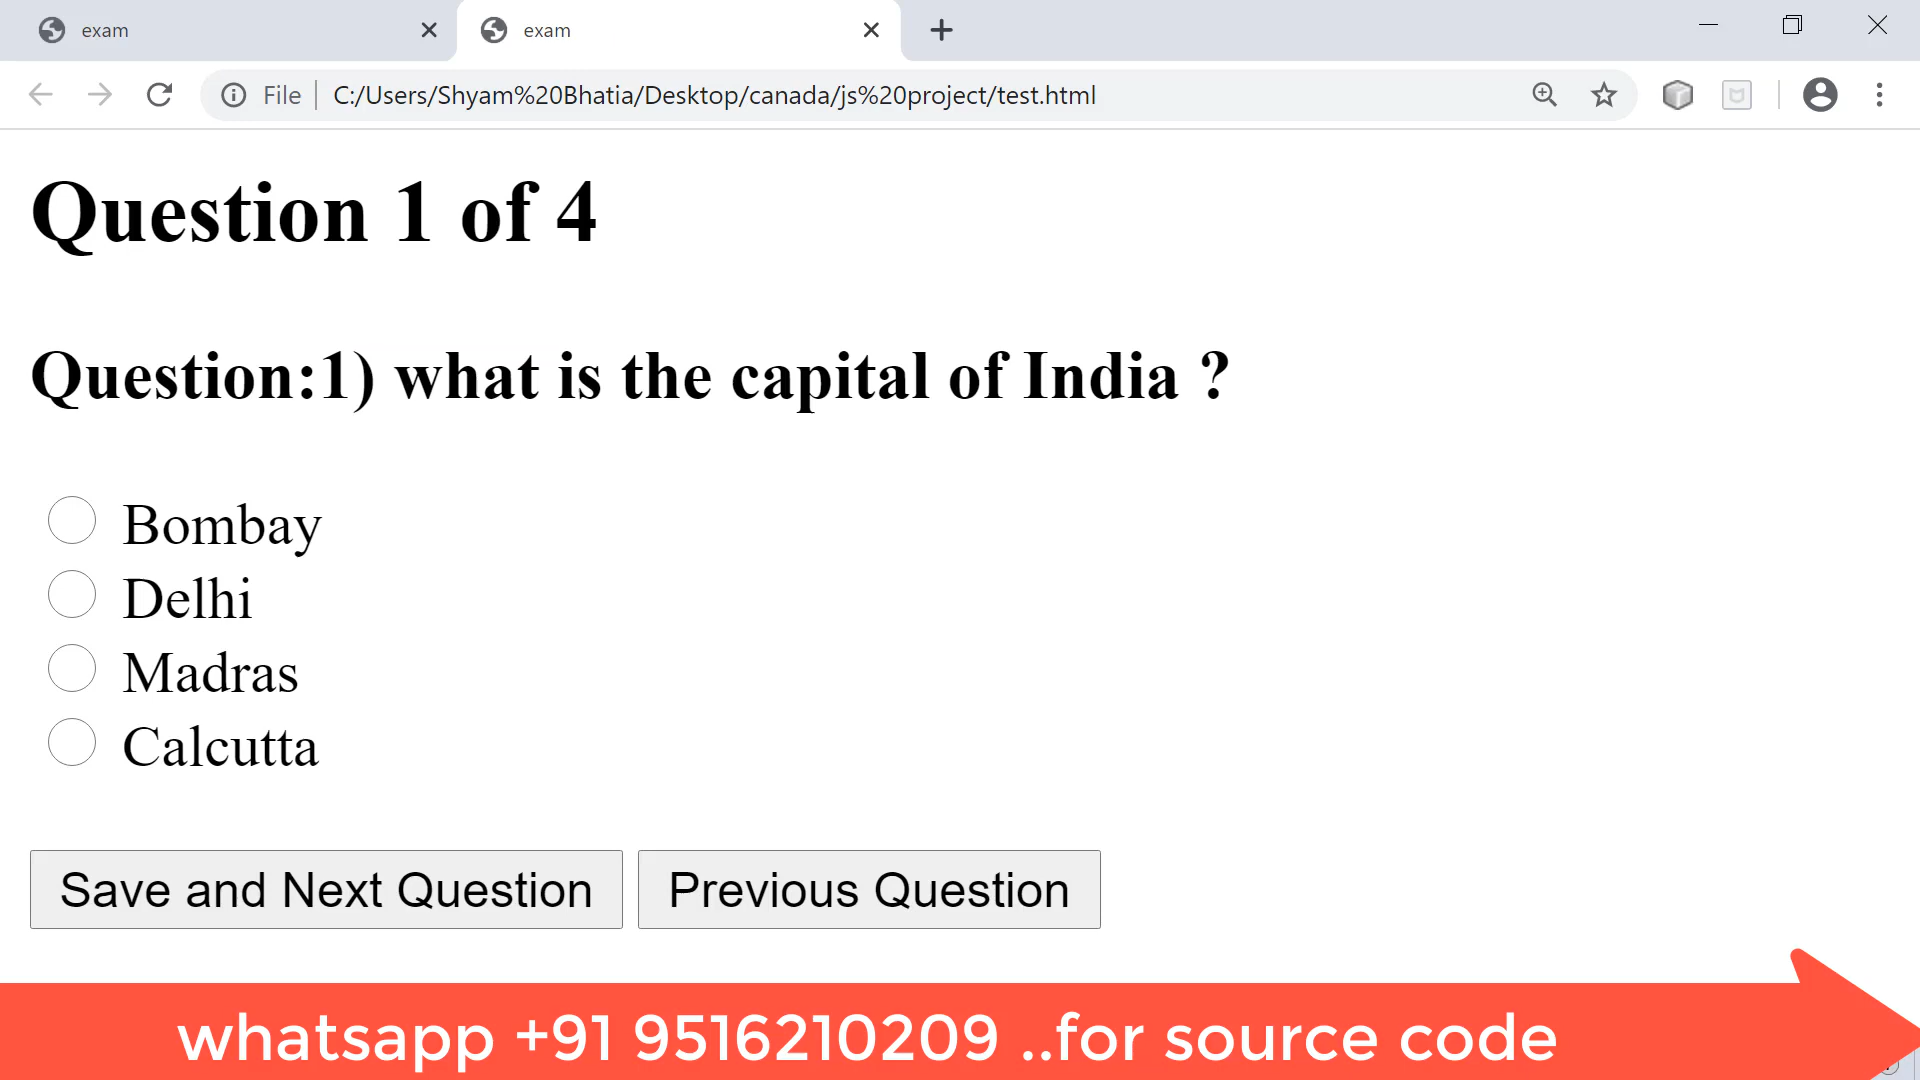 exam
exam
File
C:/Users/Shyam%20Bhatia/Desktop/canada/js%20project/test.html
Question 1 of 4
Question:1) what is the capital of India ?
Bombay
Delhi
Madras
Calcutta
Save and Next Question
Previous Question
whatsapp +91 9516210209 ..for source code